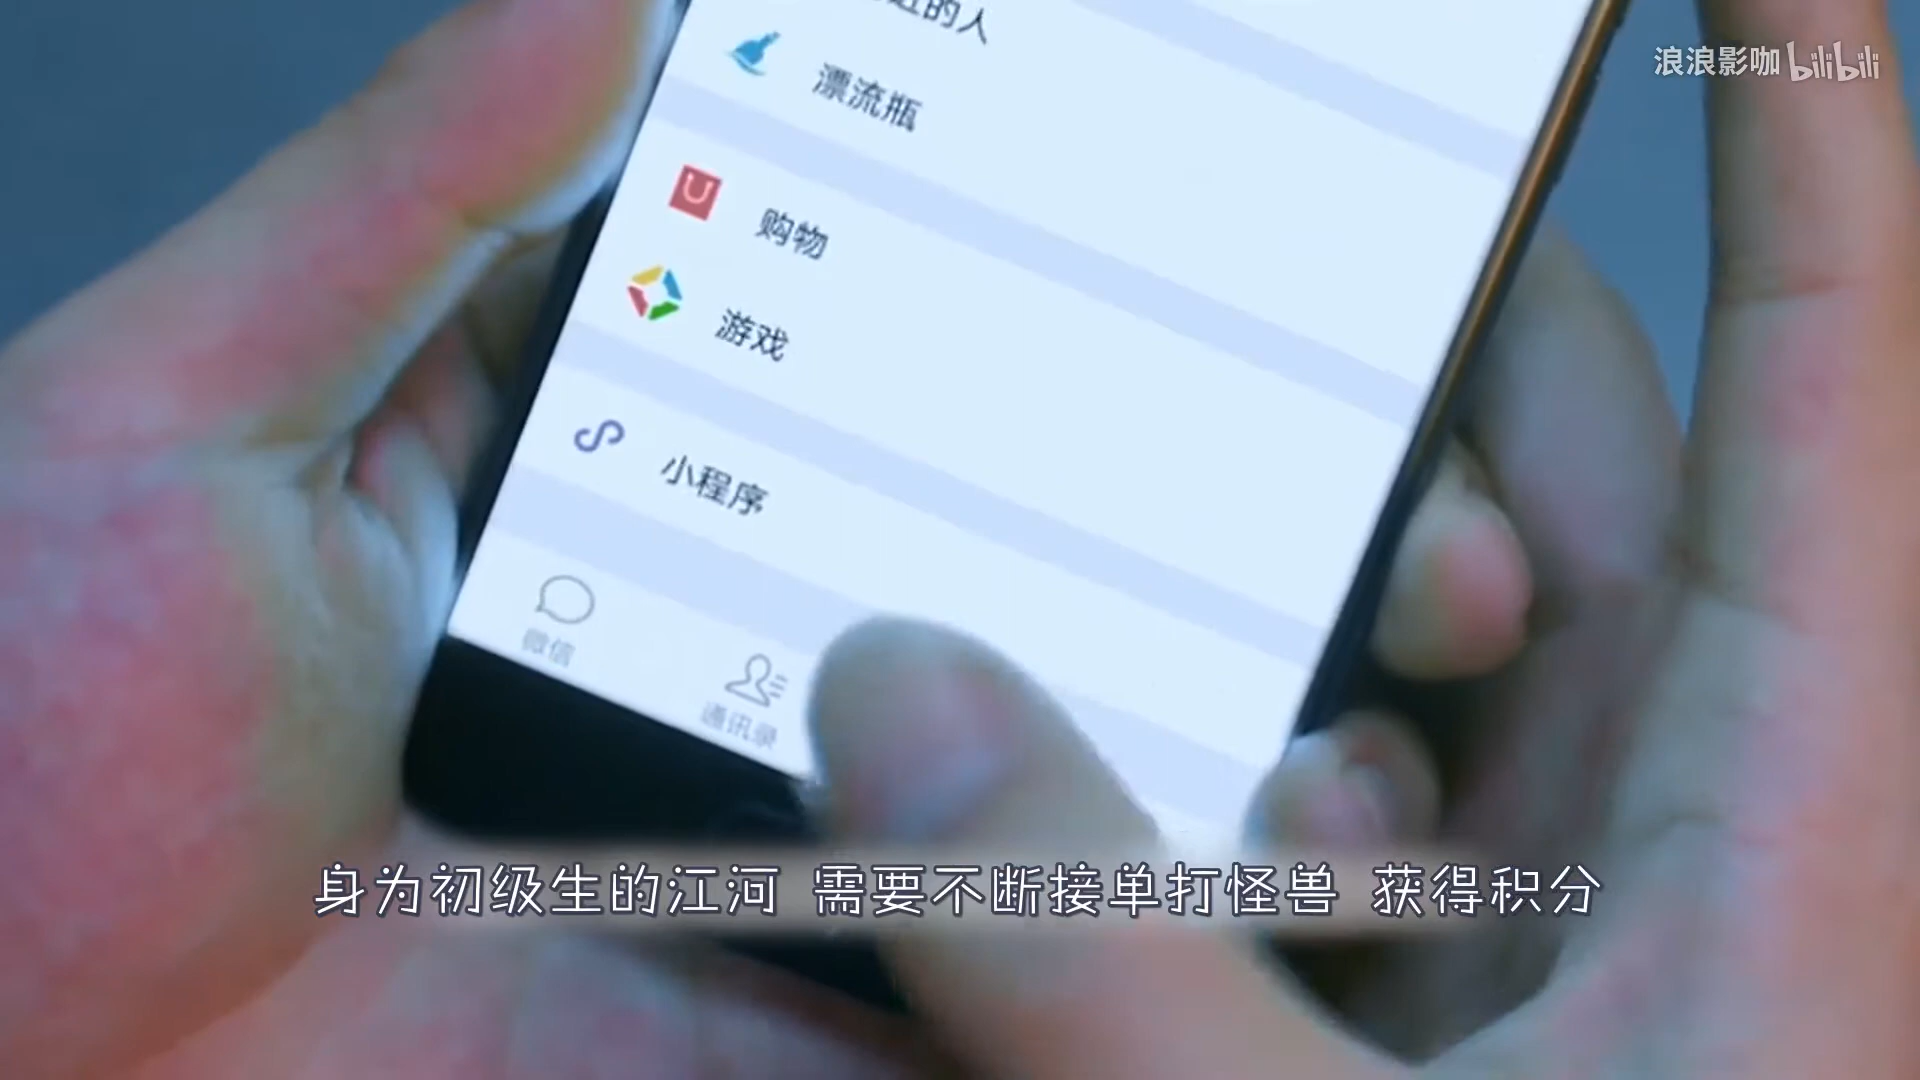 的人
浪浪影咖 bilibili
漂流瓶
购物
游戏
小程序
微信
通讯录
身为初级生的江河 需要不断接单打怪兽 获得积分